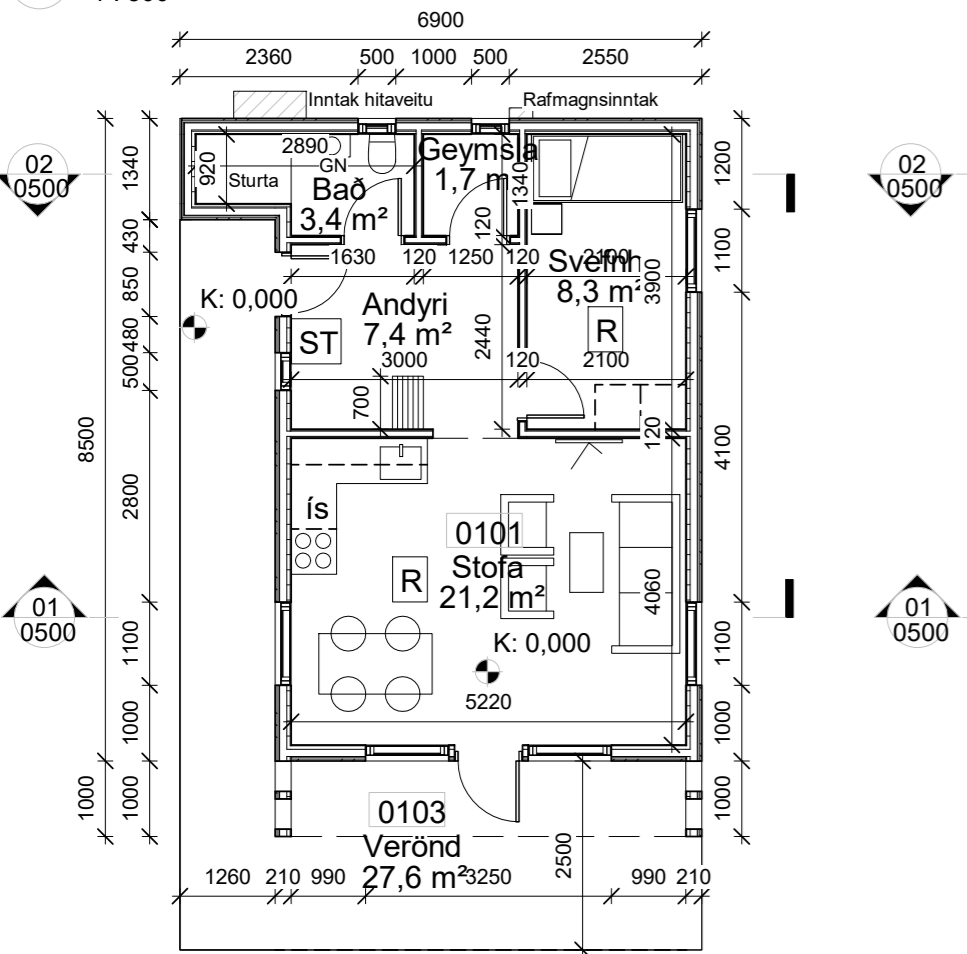 6900
2360 500 1000 500 2550
Inntak hitaveitu Rafmagnsinntak
02
0500
02
0500
1340
430
850
480
500
2800
1100
1000
1000
8500
1000
1200
1100
4100
1100
1000
1000
2890
GN
920
Sturta
Bað
3,4 m²
1340
120
1630 120 1250 120 2100
3900
8,3 m²
R
K: 0,000
Andyri
7,4 m²
ST
2440
3000 120 2100
700
120
ís
0101
Stofa
21,2 m²
R
4060
K: 0,000
5220
01
0500
01
0500
0103
Verönd
27,6 m²
2500
1260 210 990 3250 990 210